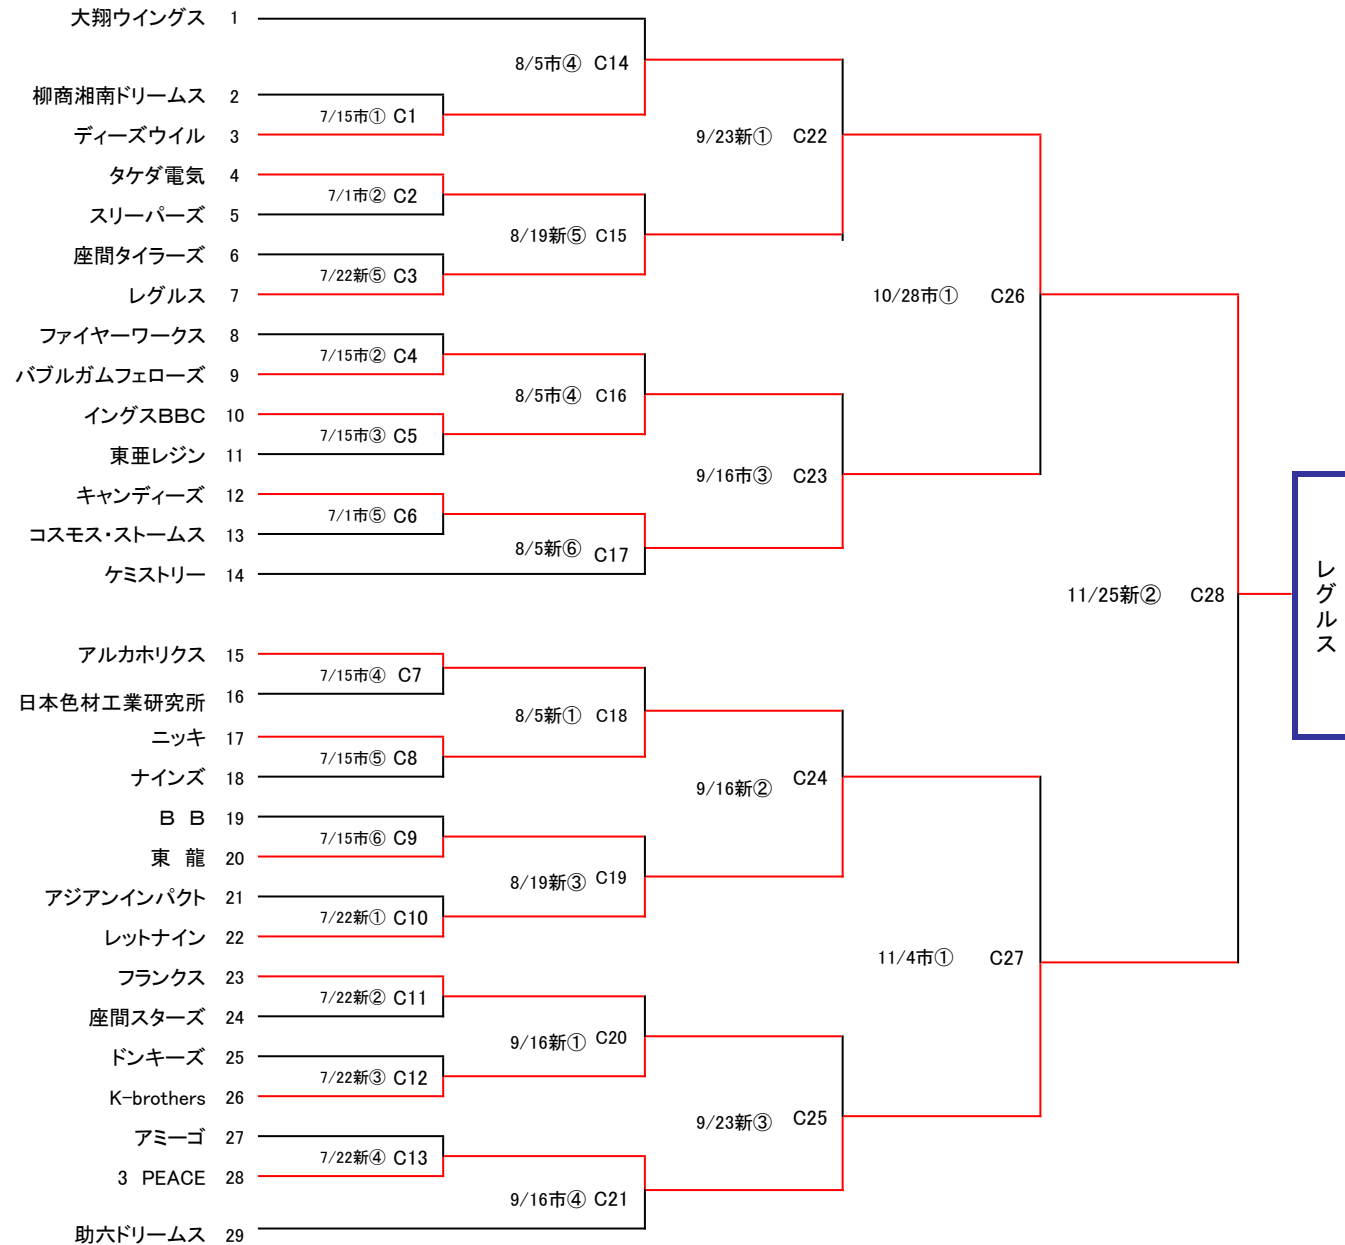 大翔ウイングス 1
8/5市④ C14
柳商湘南ドリームス 2
7/15市① C1
ディーズウイル 3
9/23新① C22
タケダ電気 4
7/1市② C2
スリーパーズ 5
8/19新⑤ C15
座間タイラーズ 6
7/22新⑤ C3
レグルス 7
10/28市① C26
ファイヤーワークス 8
7/15市② C4
バブルガムフェローズ 9
8/5市④ C16
イングスBBC 10
7/15市③ C5
東亜レジン 11
9/16市③ C23
キャンディーズ 12
7/1市⑤ C6
コスモス・ストームス 13
8/5新⑥ C17
ケミストリー 14
11/25新② C28
レグルス
アルカホリクス 15
7/15市④ C7
日本色材工業研究所 16
8/5新① C18
ニッキ 17
7/15市⑤ C8
ナインズ 18
9/16新② C24
B B 19
7/15市⑥ C9
東 龍 20
8/19新③ C19
アジアンインパクト 21
7/22新① C10
レットナイン 22
11/4市① C27
フランクス 23
7/22新② C11
座間スターズ 24
9/16新① C20
ドンキーズ 25
7/22新③ C12
K-brothers 26
9/23新③ C25
アミーゴ 27
7/22新④ C13
3 PEACE 28
9/16市④ C21
助六ドリームス 29